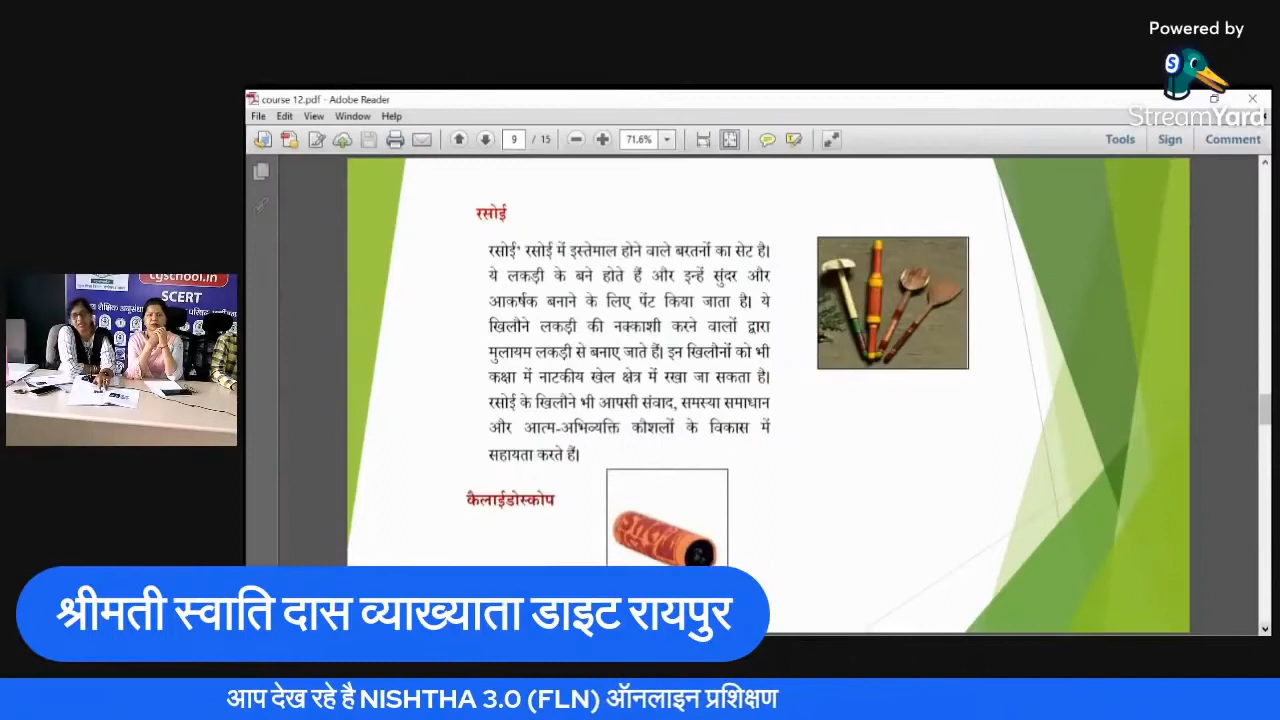 Powered by
S
StreamYard
course 12.pdf - Adobe Reader
File Edit View Window Help
9 / 15 71.6% Tools Sign Comment
रसोई
रसोई' रसोई में इस्तेमाल होने वाले बरतनों का सेट है।
ये लकड़ी के बने होते हैं और इन्हें सुंदर और
आकर्षक बनाने के लिए पेंट किया जाता है। ये
खिलौने लकड़ी की नक्काशी करने वालों द्वारा
मुलायम लकड़ी से बनाए जाते हैं। इन खिलौनों को भी
कक्षा में नाटकीय खेल क्षेत्र में रखा जा सकता है।
रसोई के खिलौने भी आपसी संवाद, समस्या समाधान
और आत्म-अभिव्यक्ति कौशलों के विकास में
सहायता करते हैं।
कैलाईडोस्कोप
cgschool.in
SCERT
श्रीमती स्वाति दास व्याख्याता डाइट रायपुर
आप देख रहे है NISHTHA 3.0 (FLN) ऑनलाइन प्रशिक्षण